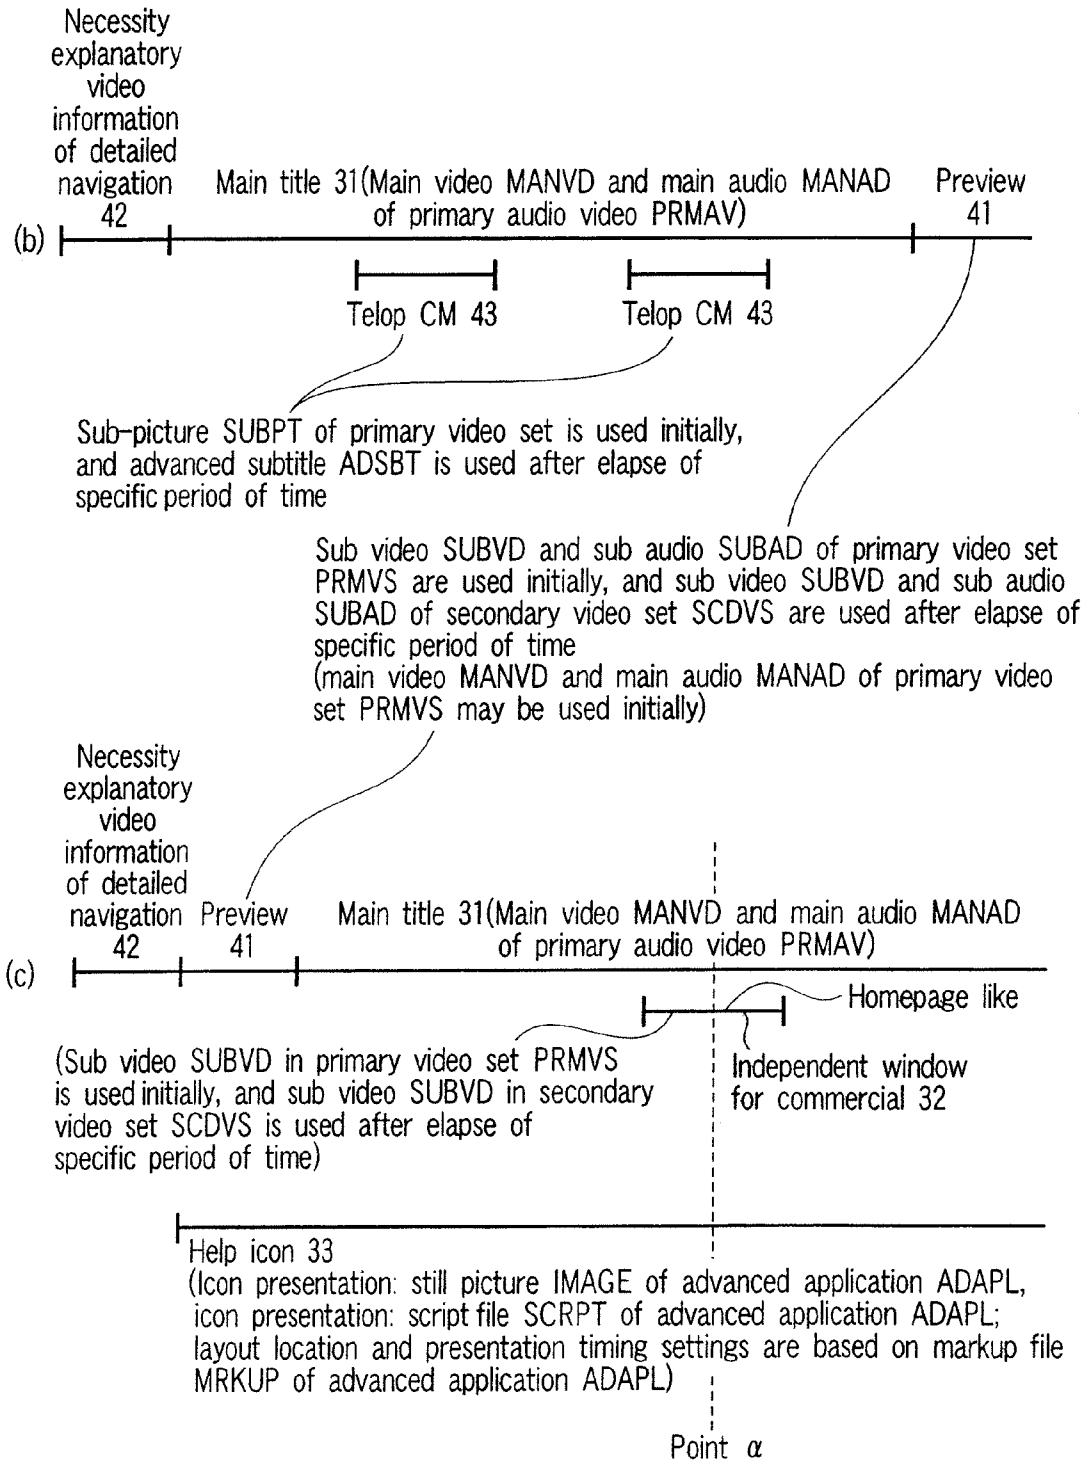 Necessity
explanatory
video
information
of detailed
navigation
42
Main title 31(Main video MANVD and main audio MANAD
of primary audio video PRMAV)
Preview
41
(b)
Telop CM 43
Telop CM 43
Sub-picture SUBPT of primary video set is used initially,
and advanced subtitle ADSBT is used after elapse of
specific period of time
Sub video SUBVD and sub audio SUBAD of primary video set
PRMVS are used initially, and sub video SUBVD and sub audio
SUBAD of secondary video set SCDVS are used after elapse of
specific period of time
(main video MANVD and main audio MANAD of primary video
set PRMVS may be used initially)
Necessity
explanatory
video
information
of detailed
navigation
42
Preview
41
Main title 31(Main video MANVD and main audio MANAD
of primary audio video PRMAV)
(c)
Homepage like
(Sub video SUBVD in primary video set PRMVS
is used initially, and sub video SUBVD in secondary
video set SCDVS is used after elapse of
specific period of time)
Independent window
for commercial 32
Help icon 33
(Icon presentation: still picture IMAGE of advanced application ADAPL,
icon presentation: script file SCRPT of advanced application ADAPL;
layout location and presentation timing settings are based on markup file
MRKUP of advanced application ADAPL)
Point α